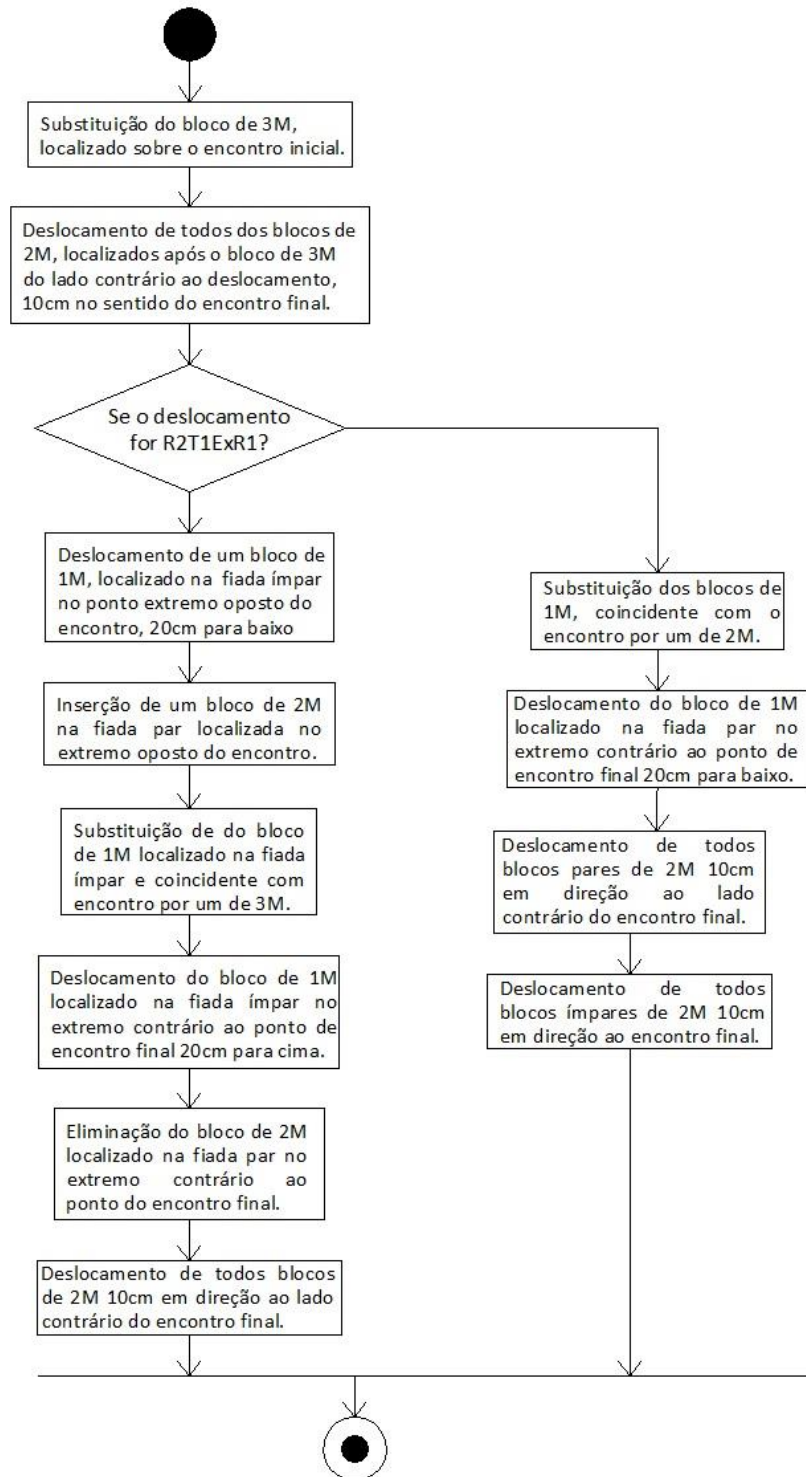 Substituição do bloco de 3M,
localizado sobre o encontro inicial.
Deslocamento de todos dos blocos de
2M, localizados após o bloco de 3M
do lado contrário ao deslocamento,
10cm no sentido do encontro final.
Se o deslocamento
for R2T1ExR1?
Deslocamento de um bloco de
1M, localizado na fiada ímpar
no ponto extremo oposto do
encontro, 20cm para baixo
Inserção de um bloco de 2M
na fiada par localizada no
extremo oposto do encontro.
Substituição de do bloco
de 1M localizado na fiada
ímpar e coincidente com
encontro por um de 3M.
Deslocamento do bloco de 1M
localizado na fiada ímpar no
extremo contrário ao ponto de
encontro final 20cm para cima.
Eliminação do bloco de 2M
localizado na fiada par no
extremo contrário ao
ponto do encontro final.
Deslocamento de todos blocos
de 2M 10cm em direção ao lado
contrário do encontro final.
Substituição dos blocos de
1M, coincidente com o
encontro por um de 2M.
Deslocamento do bloco de 1M
localizado na fiada par no
extremo contrário ao ponto de
encontro final 20cm para baixo.
Deslocamento de todos
blocos pares de 2M 10cm
em direção ao lado
contrário do encontro final.
Deslocamento de todos
blocos ímpares de 2M 10cm
em direção ao encontro final.